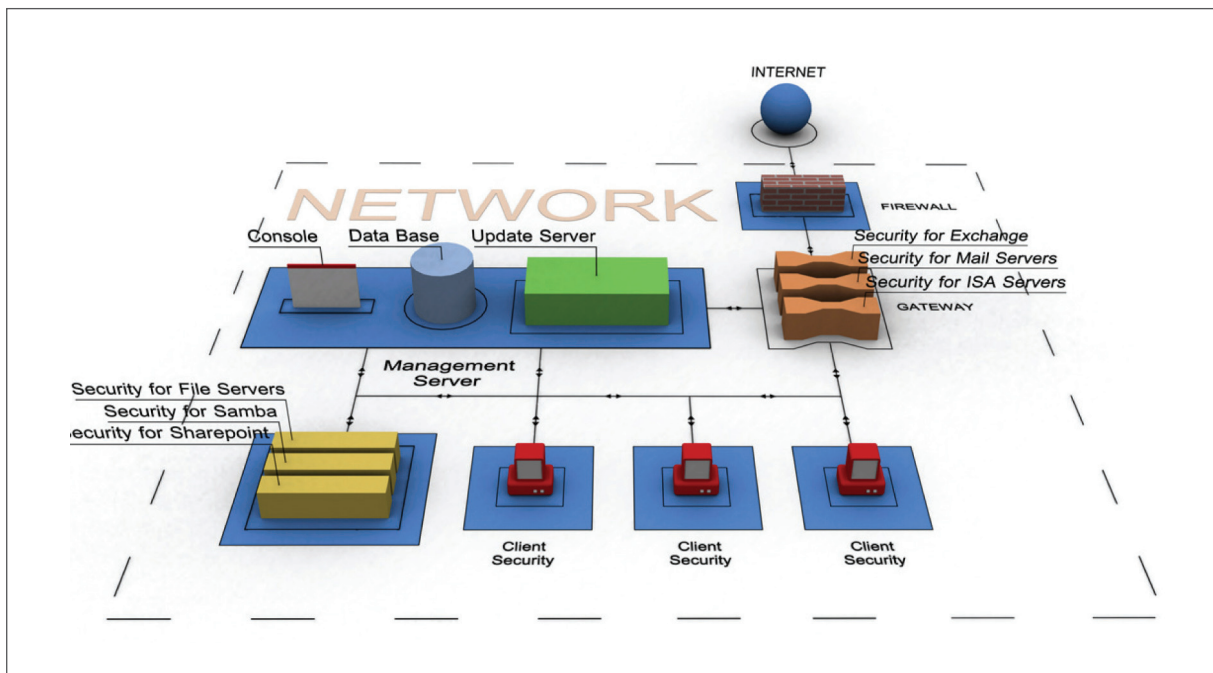 INTERNET
NETWORK
FIREWALL
Console
Data Base
Update Server
Security for Exchange
Security for Mail Servers
Security for ISA Servers
GATEWAY
Management
Server
Security for File Servers
Security for Samba
ecurity for Sharepoint
Client
Security
Client
Security
Client
Security